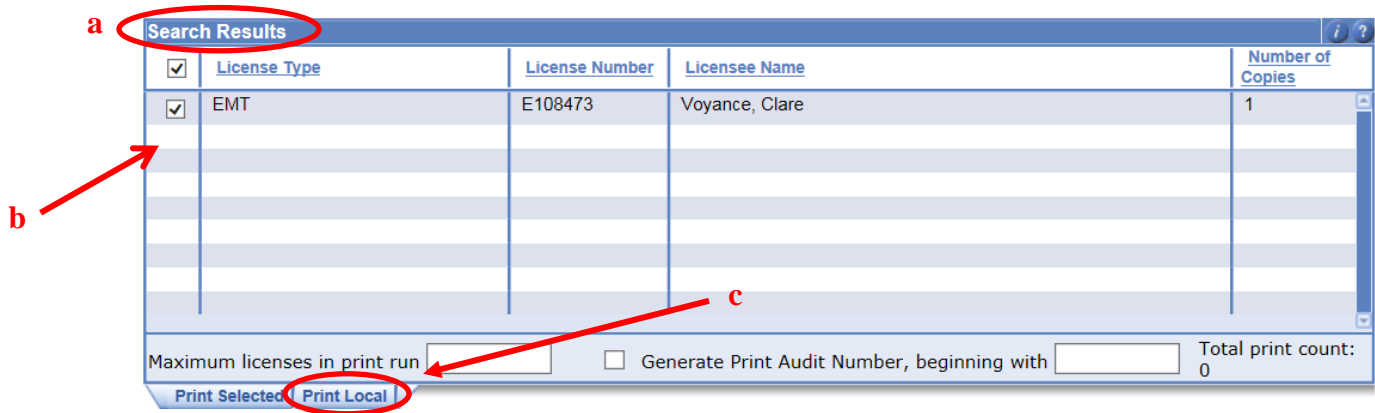 a
Search Results
i ?
License Type License Number Licensee Name Number of Copies
EMT E108473 Voyance, Clare 1
b
c
Maximum licenses in print run Generate Print Audit Number, beginning with Total print count: 0
Print Selected Print Local